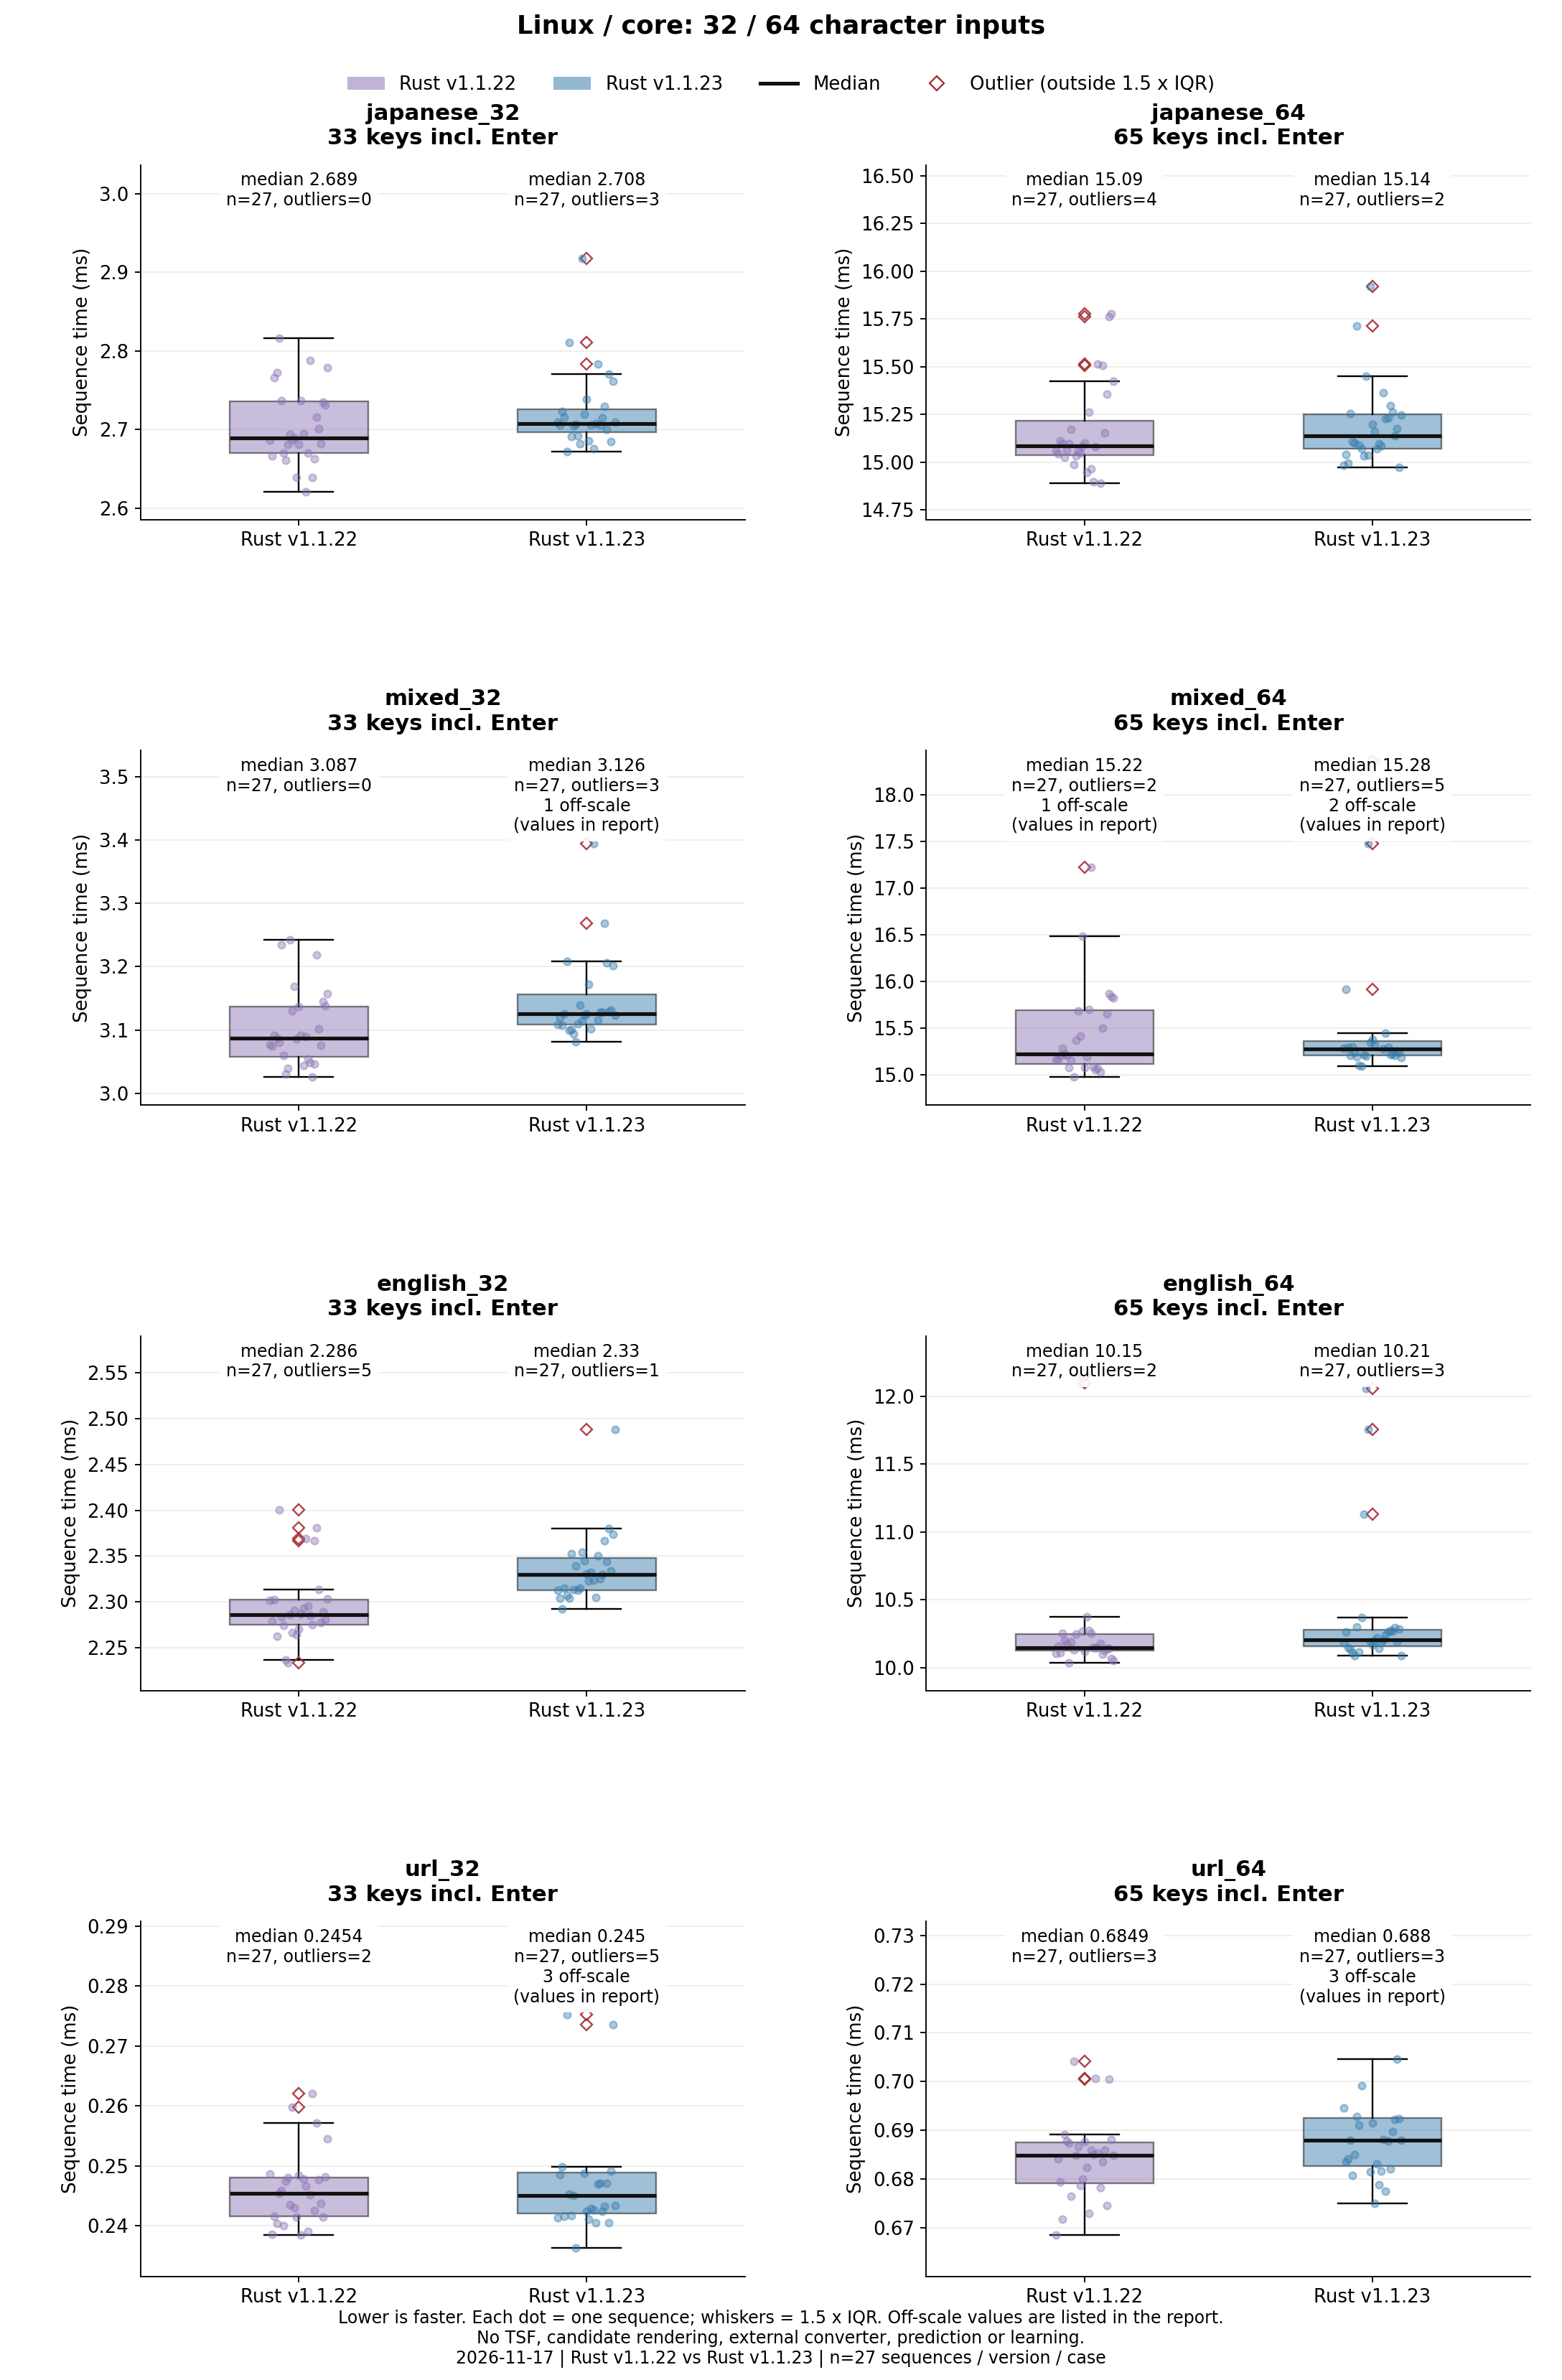 Linux / core: 32 / 64 character inputs
Rust v1.1.22
Rust v1.1.23
Median
Outlier (outside 1.5 x IQR)
japanese_32
33 keys incl. Enter
median 2.689
n=27, outliers=0
median 2.708
n=27, outliers=3
Sequence time (ms)
3.0
2.9
2.8
2.7
2.6
Rust v1.1.22
Rust v1.1.23
japanese_64
65 keys incl. Enter
median 15.09
n=27, outliers=4
median 15.14
n=27, outliers=2
Sequence time (ms)
16.50
16.25
16.00
15.75
15.50
15.25
15.00
14.75
Rust v1.1.22
Rust v1.1.23
mixed_32
33 keys incl. Enter
median 3.087
n=27, outliers=0
median 3.126
n=27, outliers=3
1 off-scale
(values in report)
Sequence time (ms)
3.5
3.4
3.3
3.2
3.1
3.0
Rust v1.1.22
Rust v1.1.23
mixed_64
65 keys incl. Enter
median 15.22
n=27, outliers=2
1 off-scale
(values in report)
median 15.28
n=27, outliers=5
2 off-scale
(values in report)
Sequence time (ms)
18.0
17.5
17.0
16.5
16.0
15.5
15.0
Rust v1.1.22
Rust v1.1.23
english_32
33 keys incl. Enter
median 2.286
n=27, outliers=5
median 2.33
n=27, outliers=1
Sequence time (ms)
2.55
2.50
2.45
2.40
2.35
2.30
2.25
Rust v1.1.22
Rust v1.1.23
english_64
65 keys incl. Enter
median 10.15
n=27, outliers=2
median 10.21
n=27, outliers=3
Sequence time (ms)
12.0
11.5
11.0
10.5
10.0
Rust v1.1.22
Rust v1.1.23
url_32
33 keys incl. Enter
median 0.2454
n=27, outliers=2
median 0.245
n=27, outliers=5
3 off-scale
(values in report)
Sequence time (ms)
0.29
0.28
0.27
0.26
0.25
0.24
Rust v1.1.22
Rust v1.1.23
url_64
65 keys incl. Enter
median 0.6849
n=27, outliers=3
median 0.688
n=27, outliers=3
3 off-scale
(values in report)
Sequence time (ms)
0.73
0.72
0.71
0.70
0.69
0.68
0.67
Rust v1.1.22
Rust v1.1.23
Lower is faster. Each dot = one sequence; whiskers = 1.5 x IQR. Off-scale values are listed in the report.
No TSF, candidate rendering, external converter, prediction or learning.
2026-11-17 | Rust v1.1.22 vs Rust v1.1.23 | n=27 sequences / version / case